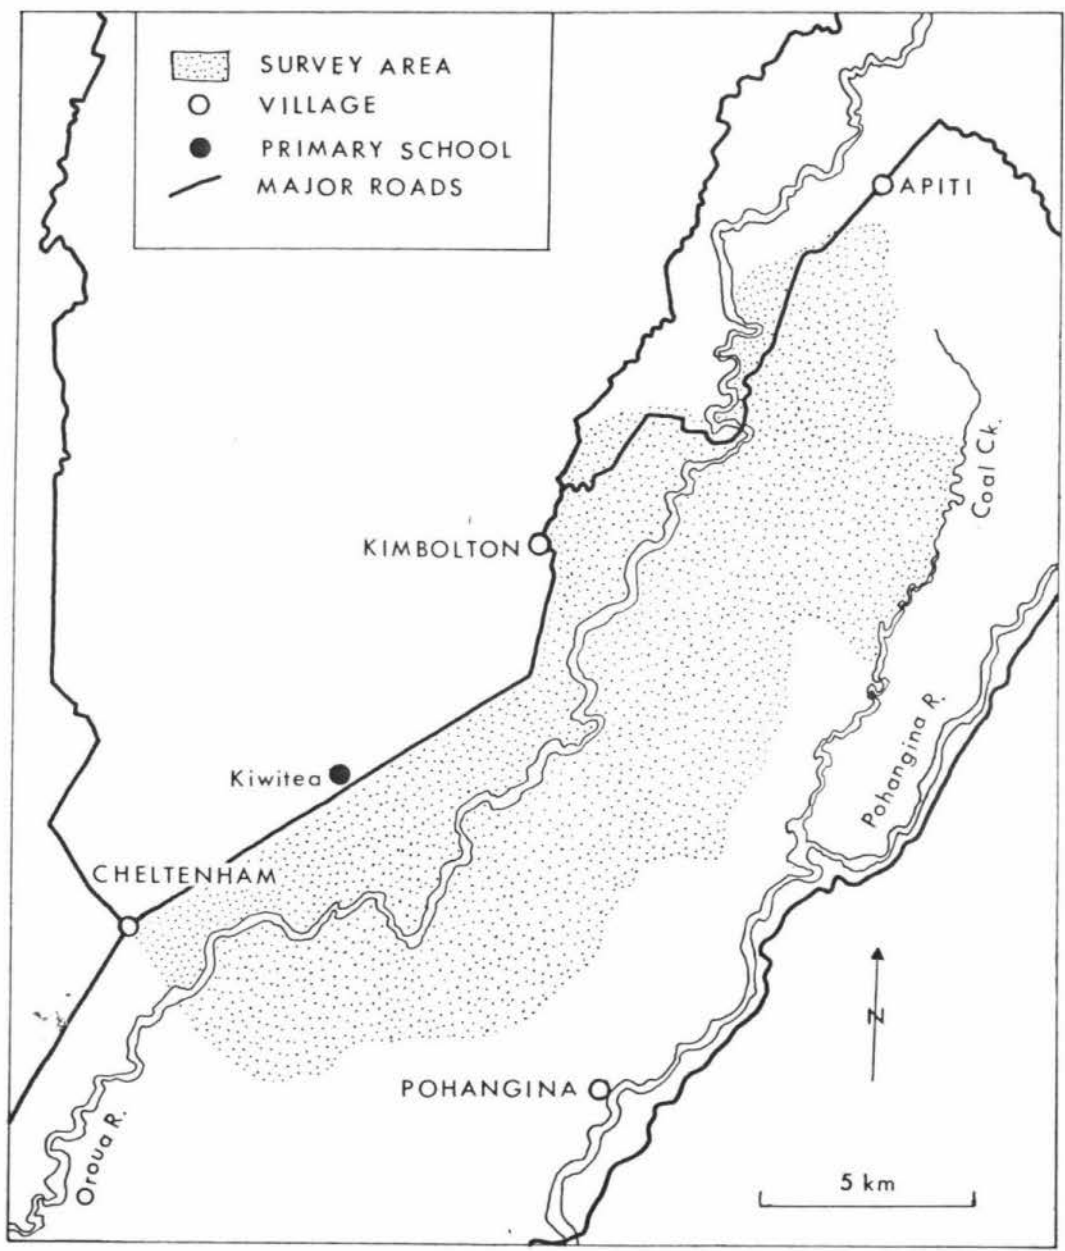 SURVEY AREA
VILLAGE
PRIMARY SCHOOL
MAJOR ROADS
APITI
Coal Ck.
KIMBOLTON
Pohangina R.
Kiwitea
CHELTENHAM
N
POHANGINA
Oroua R.
5 km